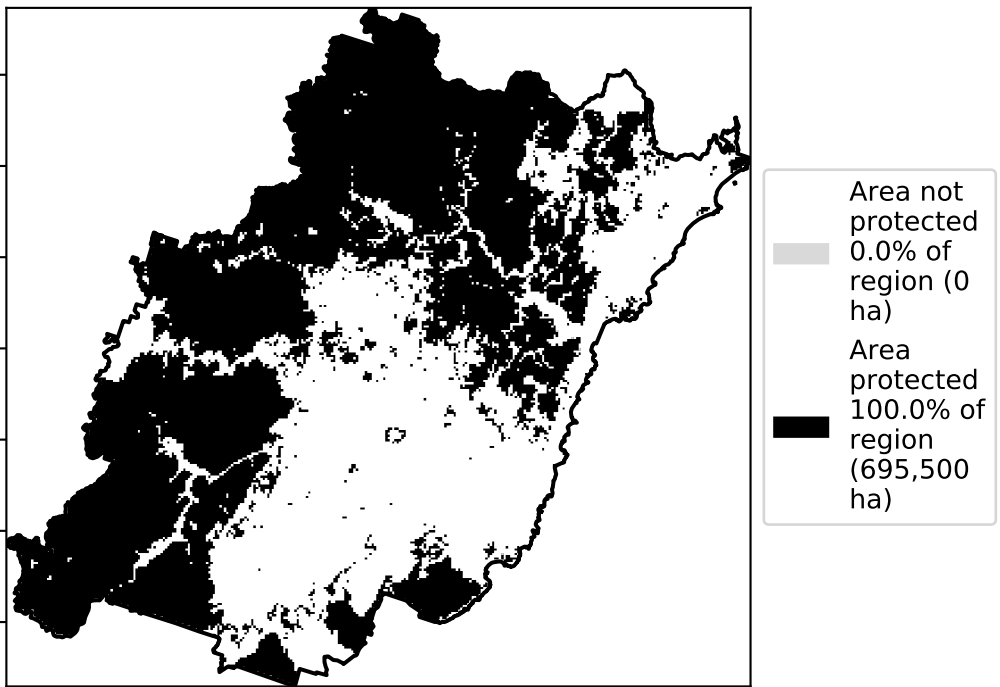 Area not
protected
0.0% of
region (0
ha)
Area
protected
100.0% of
region
(695,500
ha)